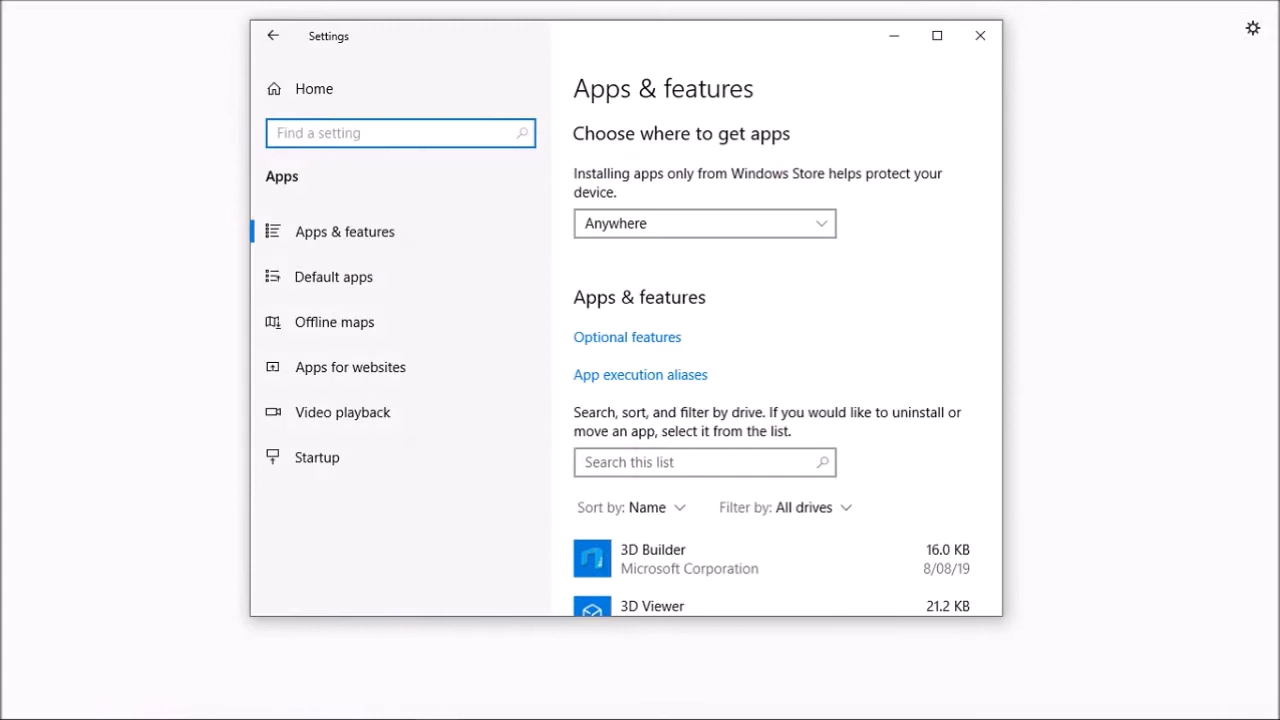 Settings
Home
Find a setting
Apps
Apps & features
Default apps
Offline maps
Apps for websites
Video playback
Startup
Apps & features
Choose where to get apps
Installing apps only from Windows Store helps protect your
device.
Anywhere
Apps & features
Optional features
App execution aliases
Search, sort, and filter by drive. If you would like to uninstall or
move an app, select it from the list.
Search this list
Sort by: Name Filter by: All drives
3D Builder 16.0 KB
Microsoft Corporation 8/08/19
3D Viewer 21.2 KB